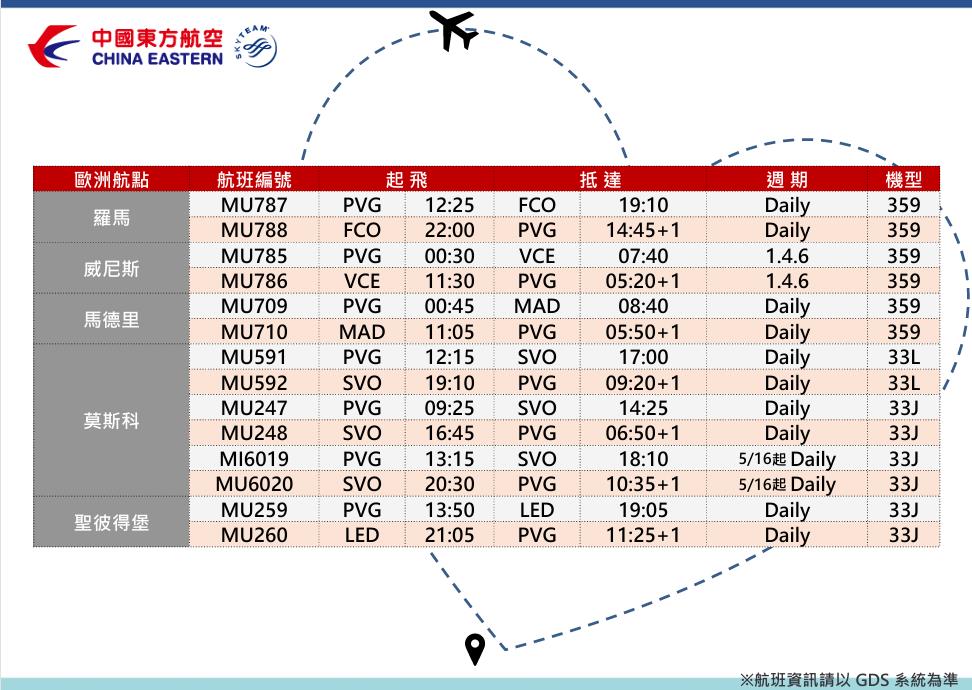 中國東方航空
CHINA EASTERN
SKYTEAM
歐洲航點 航班編號 起飛 抵達 週期 機型
羅馬 MU787 PVG 12:25 FCO 19:10 Daily 359
MU788 FCO 22:00 PVG 14:45+1 Daily 359
威尼斯 MU785 PVG 00:30 VCE 07:40 1.4.6 359
MU786 VCE 11:30 PVG 05:20+1 1.4.6 359
馬德里 MU709 PVG 00:45 MAD 08:40 Daily 359
MU710 MAD 11:05 PVG 05:50+1 Daily 359
莫斯科 MU591 PVG 12:15 SVO 17:00 Daily 33L
MU592 SVO 19:10 PVG 09:20+1 Daily 33L
MU247 PVG 09:25 SVO 14:25 Daily 33J
MU248 SVO 16:45 PVG 06:50+1 Daily 33J
MI6019 PVG 13:15 SVO 18:10 5/16起 Daily 33J
MU6020 SVO 20:30 PVG 10:35+1 5/16起 Daily 33J
聖彼得堡 MU259 PVG 13:50 LED 19:05 Daily 33J
MU260 LED 21:05 PVG 11:25+1 Daily 33J
※航班資訊請以 GDS 系統為準